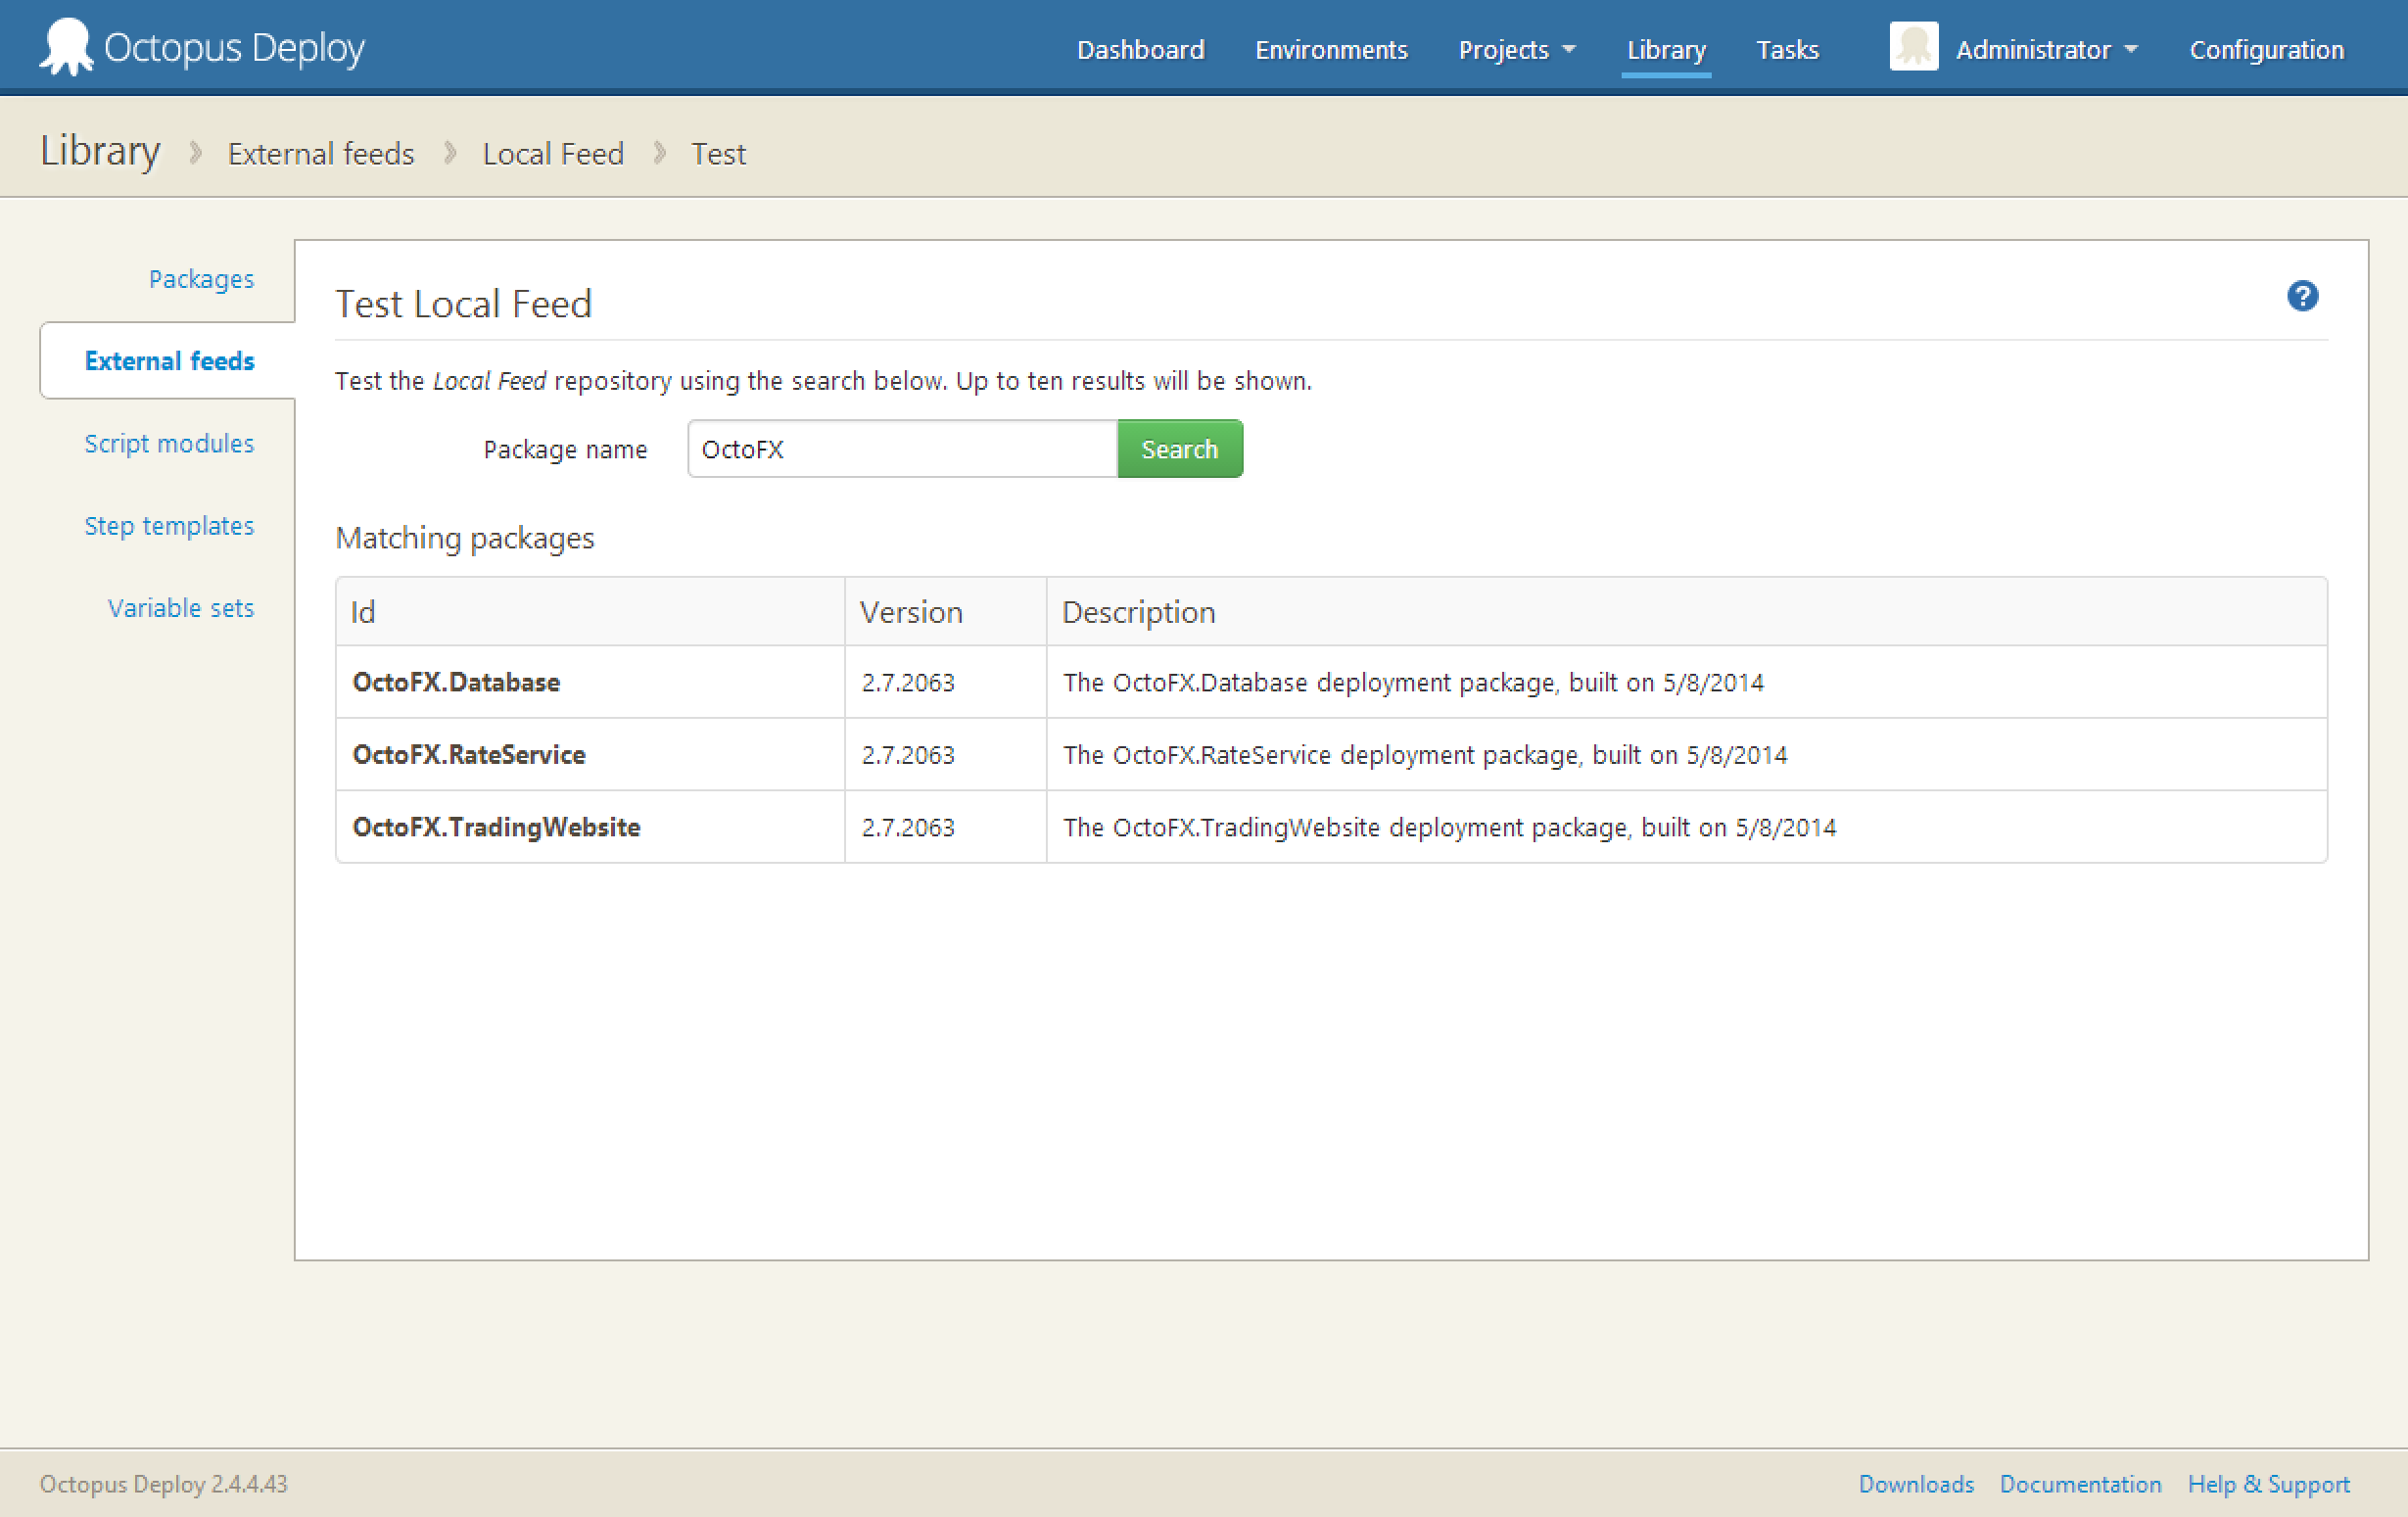 Octopus Deploy
Dashboard Environments Projects Library Tasks Administrator Configuration
Library External feeds Local Feed Test
Packages
External feeds
Script modules
Step templates
Variable sets
Test Local Feed
?
Test the Local Feed repository using the search below. Up to ten results will be shown.
Package name OctoFX Search
Matching packages
Id Version Description
OctoFX.Database 2.7.2063 The OctoFX.Database deployment package, built on 5/8/2014
OctoFX.RateService 2.7.2063 The OctoFX.RateService deployment package, built on 5/8/2014
OctoFX.TradingWebsite 2.7.2063 The OctoFX.TradingWebsite deployment package, built on 5/8/2014
Octopus Deploy 2.4.4.43
Downloads Documentation Help & Support